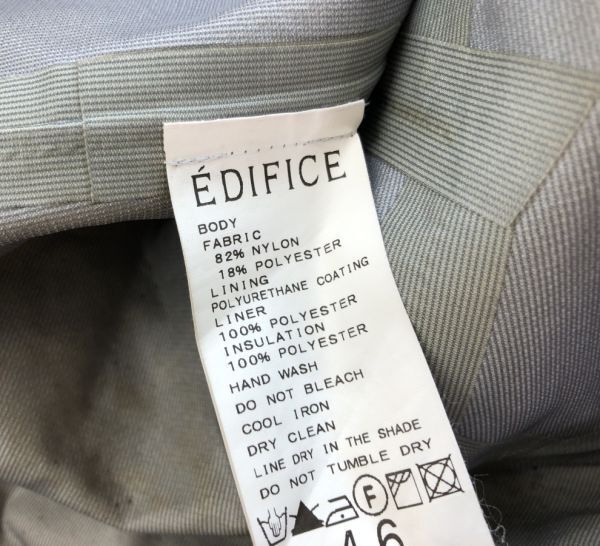 ÉDIFICE
BODY
FABRIC
82% NYLON
18% POLYESTER
LINING
POLYURETHANE COATING
LINER
100% POLYESTER
INSULATION
100% POLYESTER
HAND WASH
DO NOT BLEACH
COOL IRON
DRY CLEAN
LINE DRY IN THE SHADE
DO NOT TUMBLE DRY
F
46